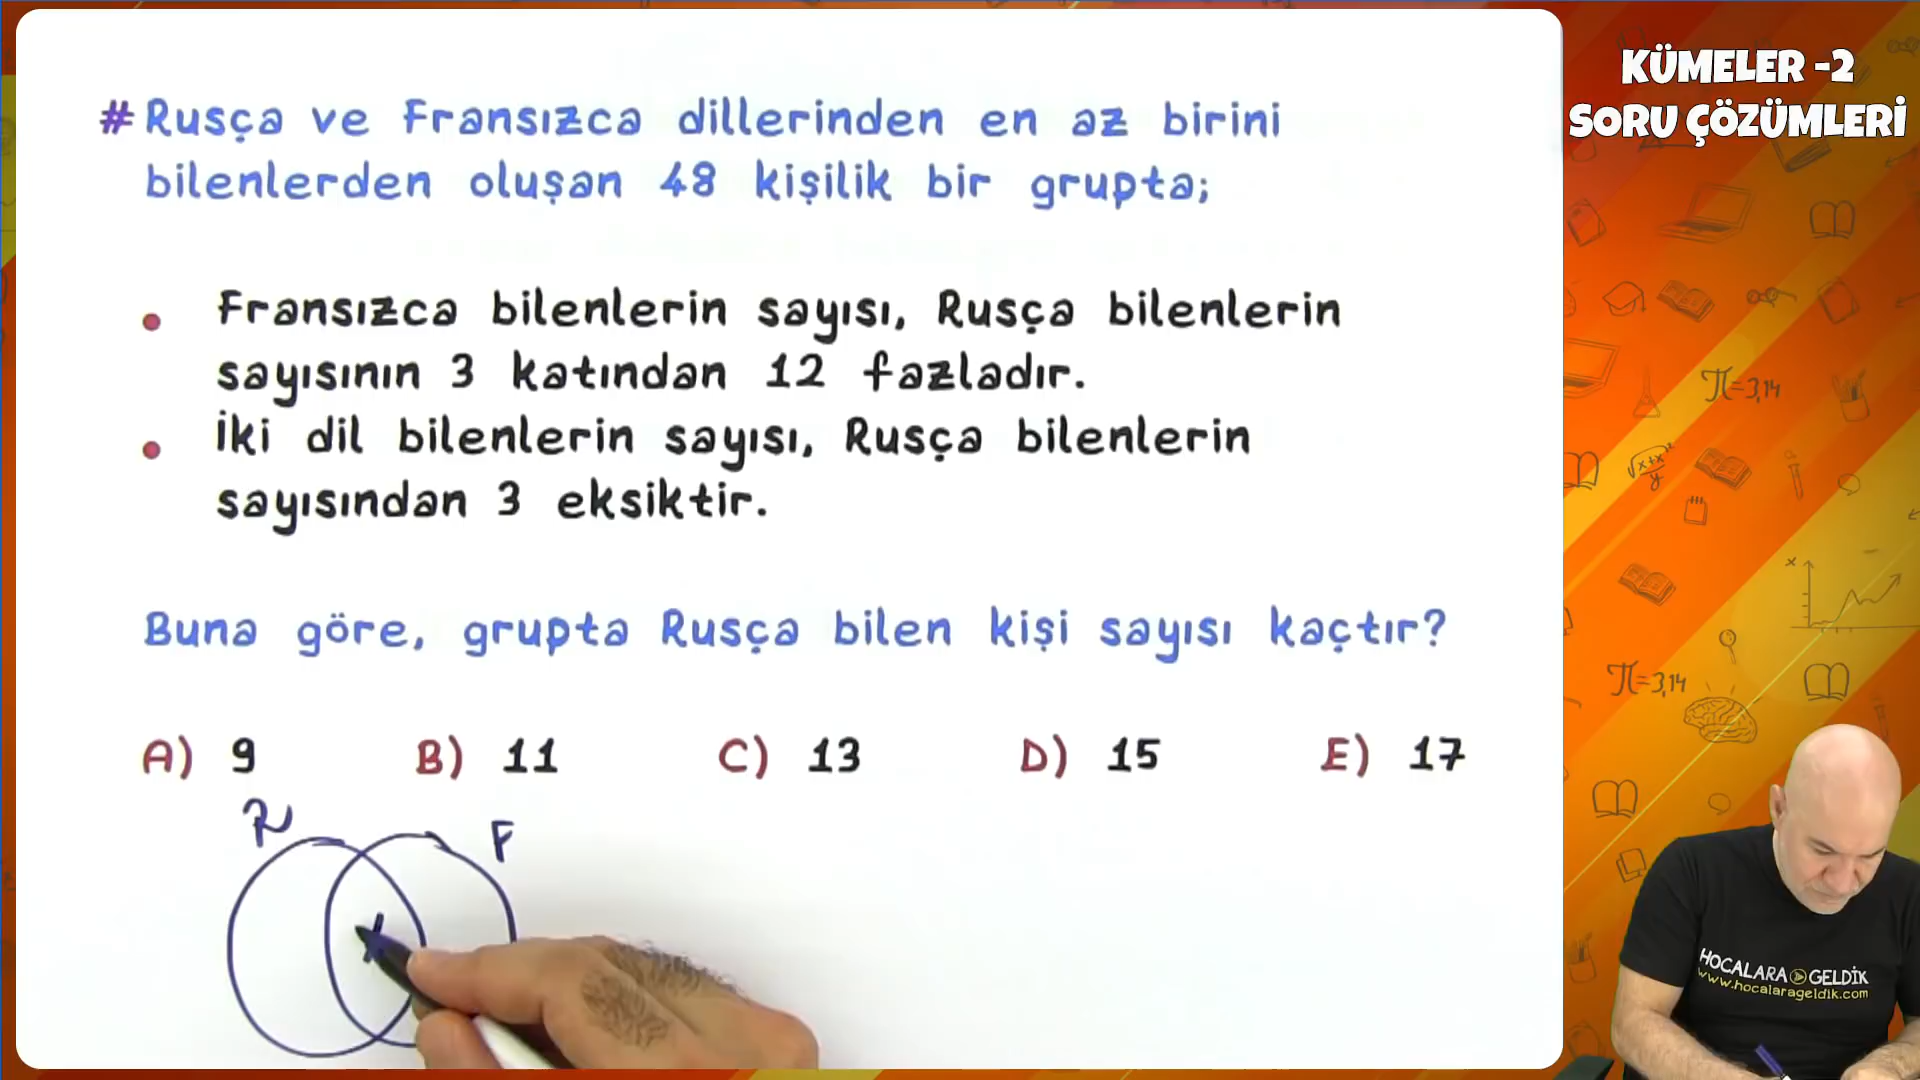 KÜMELER -2
SORU ÇÖZÜMLERİ
# Rusça ve Fransızca dillerinden en az birini
bilenlerden oluşan 48 kişilik bir grupta;
• Fransızca bilenlerin sayısı, Rusça bilenlerin
sayısının 3 katından 12 fazladır.
• İki dil bilenlerin sayısı, Rusça bilenlerin
sayısından 3 eksiktir.
Buna göre, grupta Rusça bilen kişi sayısı kaçtır?
A) 9 B) 11 C) 13 D) 15 E) 17
R F
x
π=3,14
π=3,14
HOCALARA GELDİK
www.hocalarageldik.com